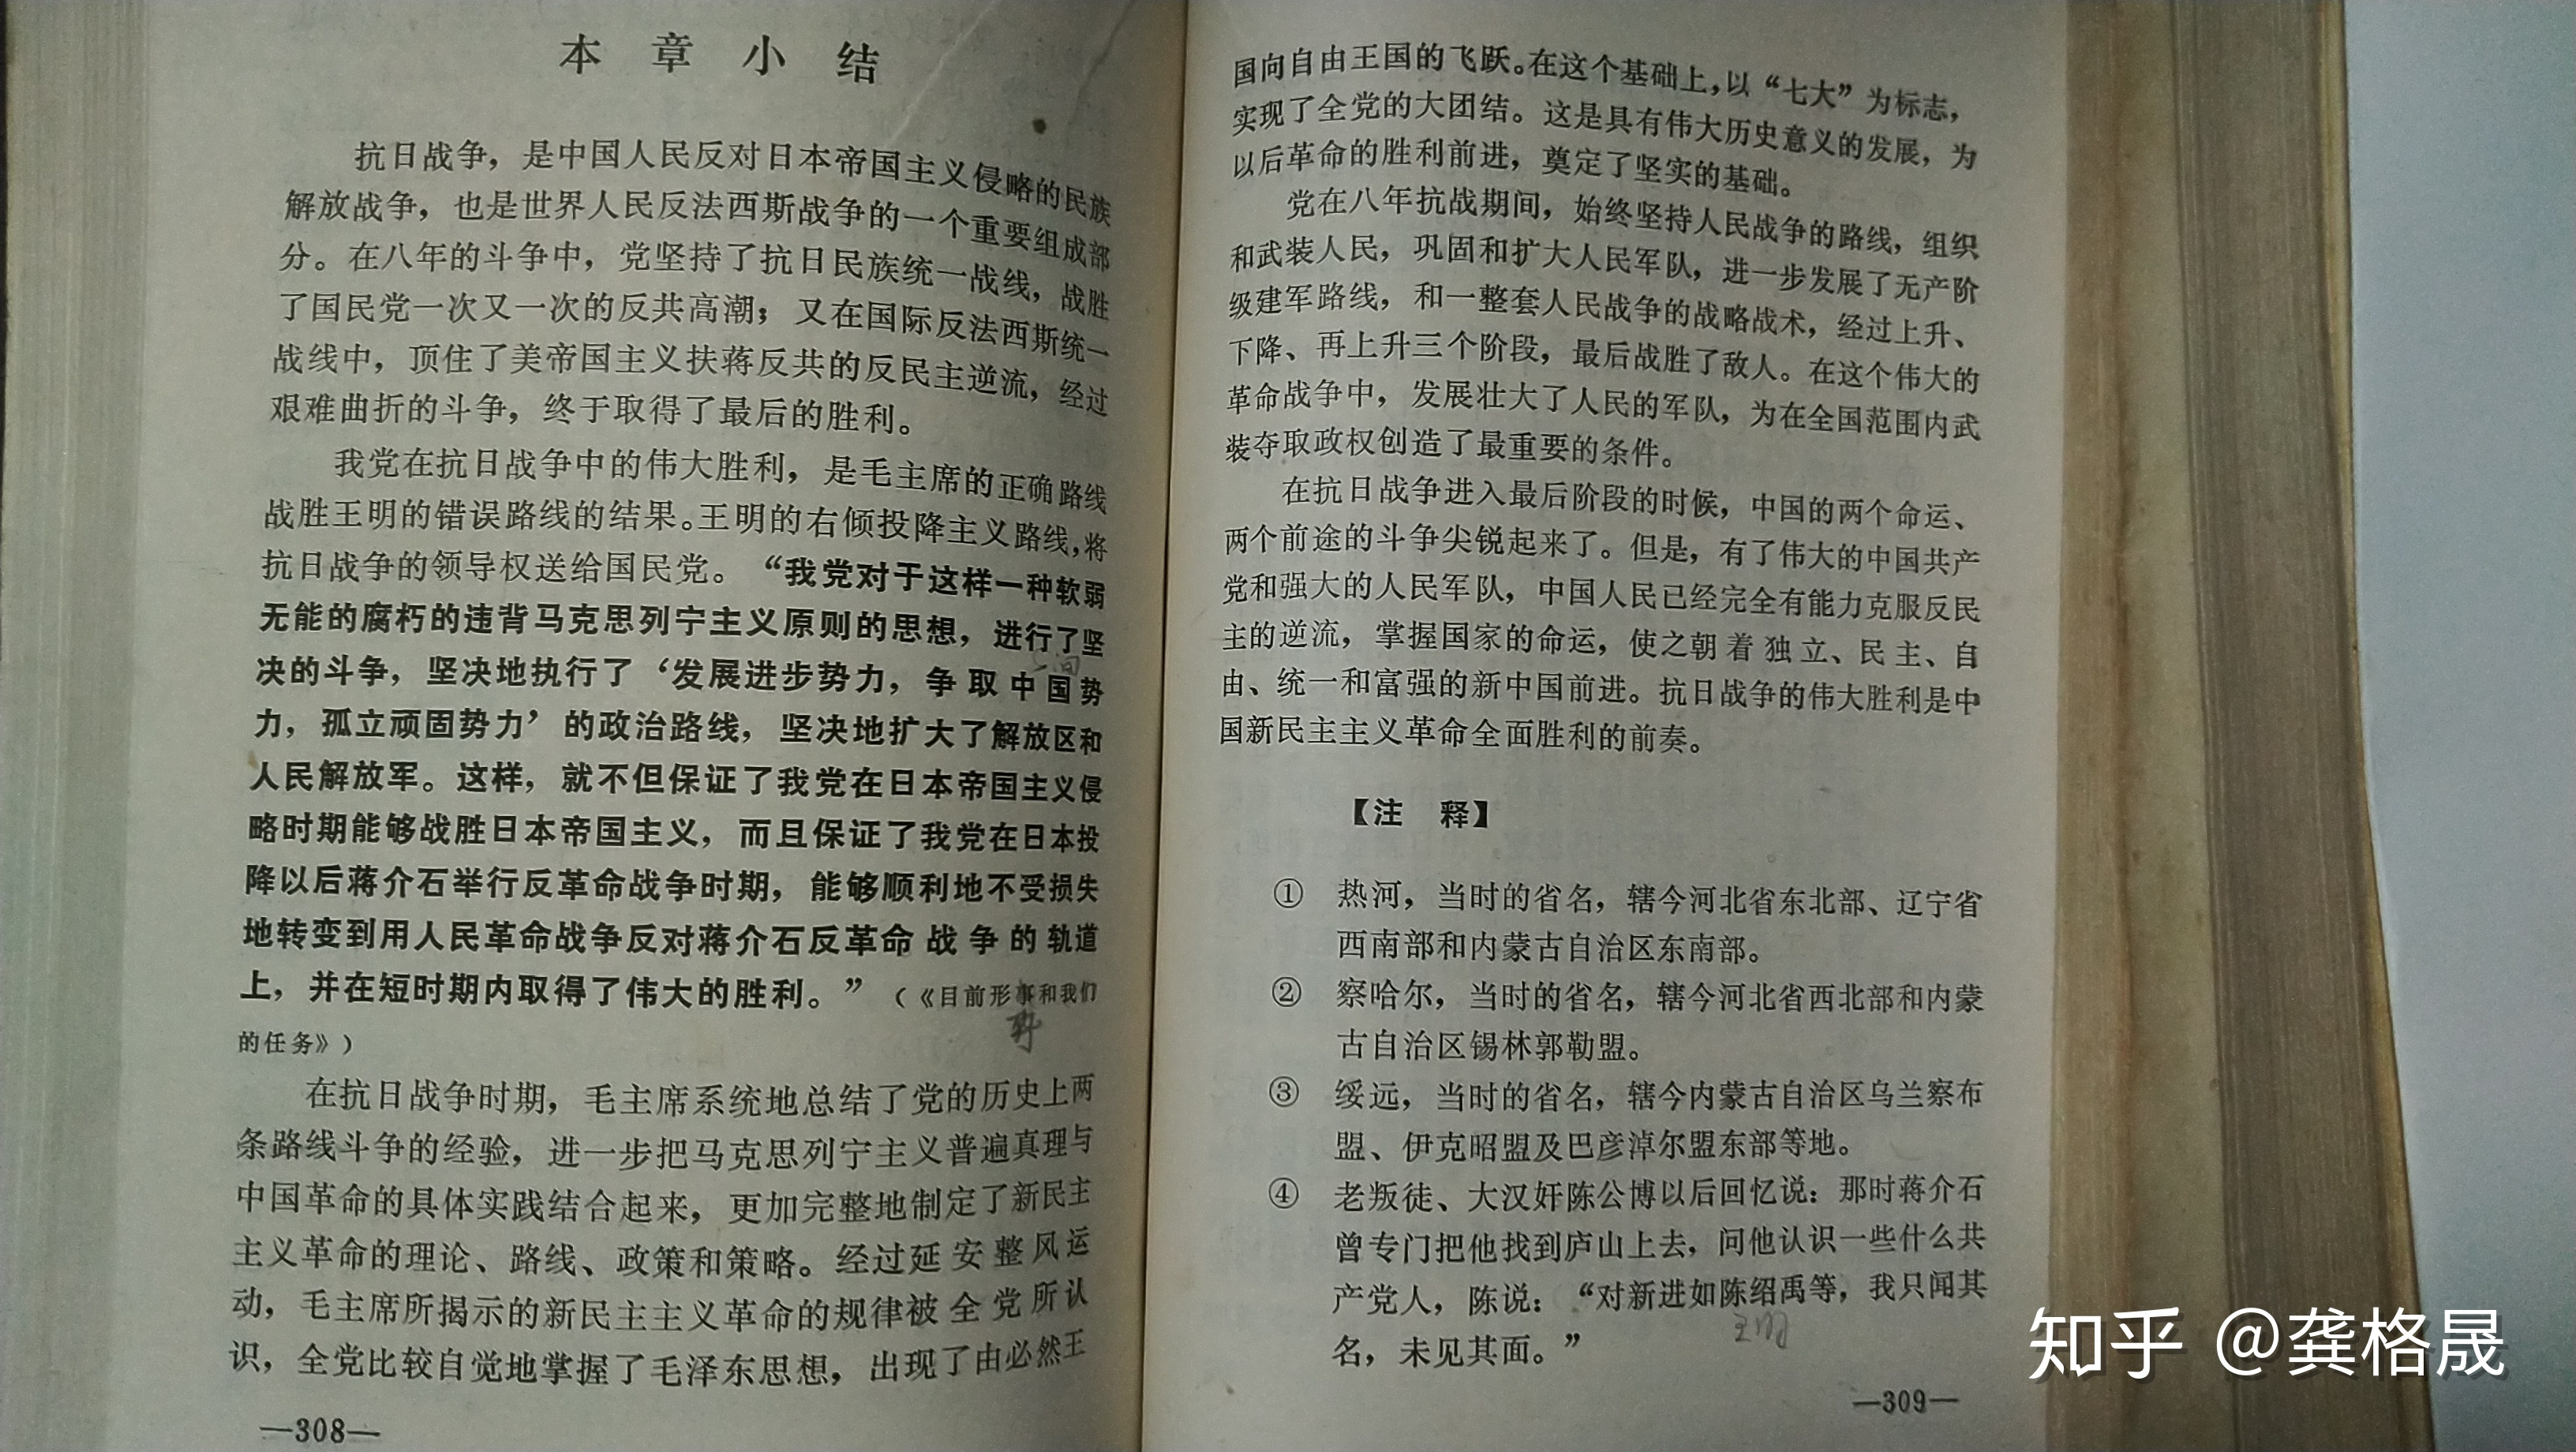 本章小结
抗日战争，是中国人民反对日本帝国主义侵略的民族
解放战争，也是世界人民反法西斯战争的一个重要组成部
分。在八年的斗争中，党坚持了抗日民族统一战线，战胜
了国民党一次又一次的反共高潮；又在国际反法西斯统一
战线中，顶住了美帝国主义扶蒋反共的反民主逆流，经过
艰难曲折的斗争，终于取得了最后的胜利。
我党在抗日战争中的伟大胜利，是毛主席的正确路线
战胜王明的错误路线的结果。王明的右倾投降主义路线，将
抗日战争的领导权送给国民党。“我党对于这样一种软弱
无能的腐朽的违背马克思列宁主义原则的思想，进行了坚
决的斗争，坚决地执行了‘发展进步势力，争取中国势
间
力，孤立顽固势力’的政治路线，坚决地扩大了解放区和
人民解放军。这样，就不但保证了我党在日本帝国主义侵
略时期能够战胜日本帝国主义，而且保证了我党在日本投
降以后蒋介石举行反革命战争时期，能够顺利地不受损失
地转变到用人民革命战争反对蒋介石反革命战争的轨道
上，并在短时期内取得了伟大的胜利。”（《目前形事和我们
的任务》）
在抗日战争时期，毛主席系统地总结了党的历史上两
条路线斗争的经验，进一步把马克思列宁主义普遍真理与
中国革命的具体实践结合起来，更加完整地制定了新民主
主义革命的理论、路线、政策和策略。经过延安整风运
动，毛主席所揭示的新民主主义革命的规律被全党所认
识，全党比较自觉地掌握了毛泽东思想，出现了由必然王
—308—
国向自由王国的飞跃。在这个基础上，以“七大”为标志，
实现了全党的大团结。这是具有伟大历史意义的发展，为
以后革命的胜利前进，奠定了坚实的基础。
党在八年抗战期间，始终坚持人民战争的路线，组织
和武装人民，巩固和扩大人民军队，进一步发展了无产阶
级建军路线，和一整套人民战争的战略战术，经过上升、
下降、再上升三个阶段，最后战胜了敌人。在这个伟大的
革命战争中，发展壮大了人民的军队，为在全国范围内武
装夺取政权创造了最重要的条件。
在抗日战争进入最后阶段的时候，中国的两个命运、
两个前途的斗争尖锐起来了。但是，有了伟大的中国共产
党和强大的人民军队，中国人民已经完全有能力克服反民
主的逆流，掌握国家的命运，使之朝着独立、民主、自
由、统一和富强的新中国前进。抗日战争的伟大胜利是中
国新民主主义革命全面胜利的前奏。
【注　释】
① 热河，当时的省名，辖今河北省东北部、辽宁省
西南部和内蒙古自治区东南部。
② 察哈尔，当时的省名，辖今河北省西北部和内蒙
古自治区锡林郭勒盟。
③ 绥远，当时的省名，辖今内蒙古自治区乌兰察布
盟、伊克昭盟及巴彦淖尔盟东部等地。
④ 老叛徒、大汉奸陈公博以后回忆说：那时蒋介石
曾专门把他找到庐山上去，问他认识一些什么共
产党人，陈说：“对新进如陈绍禹等，我只闻其
王明
名，未见其面。”
—309—
知乎 @龚格晟